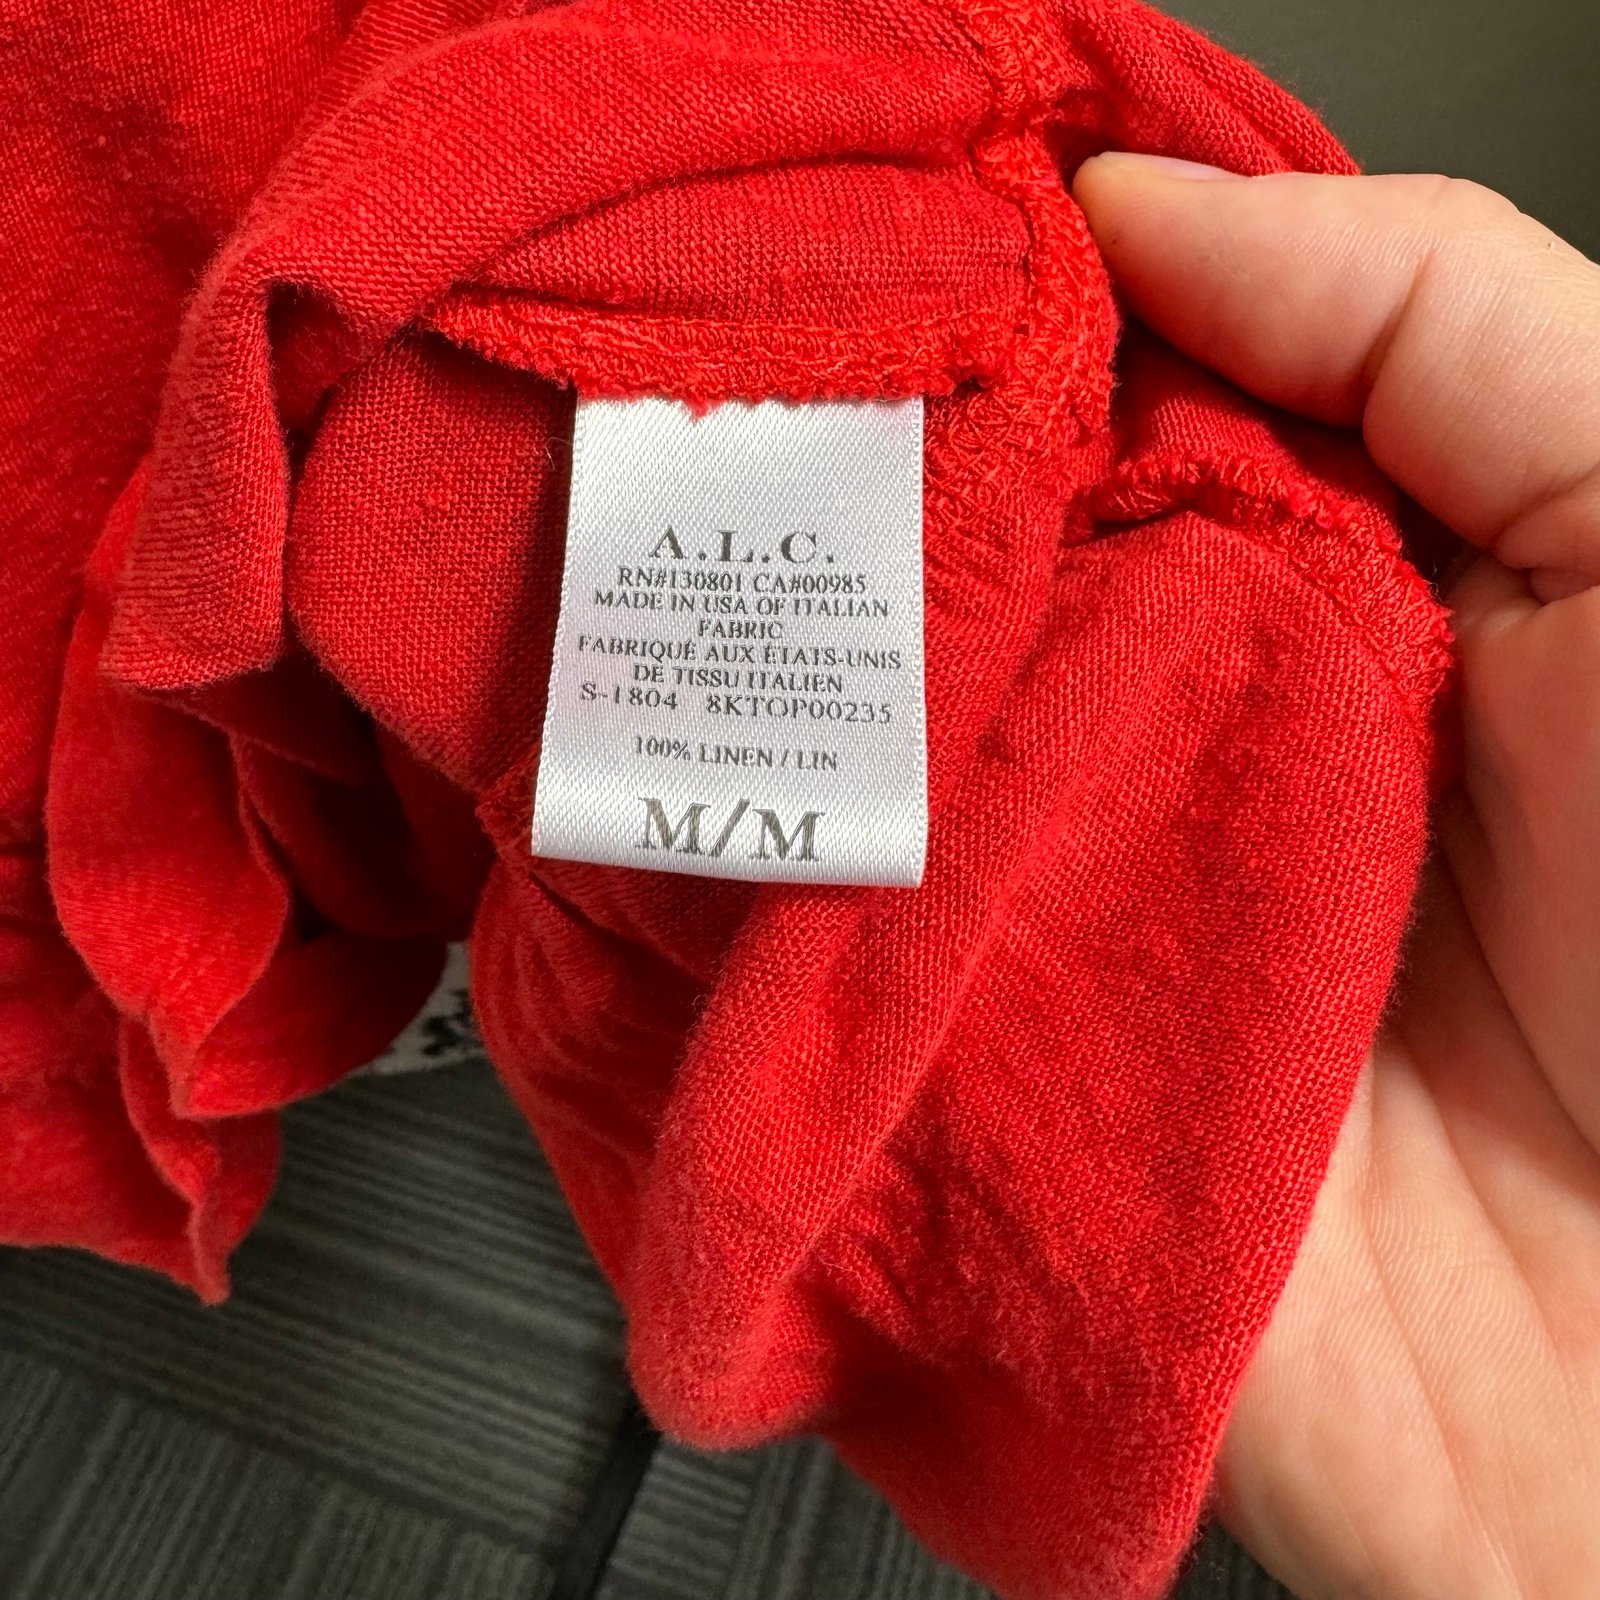 A.L.C.
RN#130801 CA#00985
MADE IN USA OF ITALIAN
FABRIC
FABRIQUÉ AUX ÉTATS-UNIS
DE TISSU ITALIEN
S-1804 8KTOP00235
100% LINEN / LIN
M/M